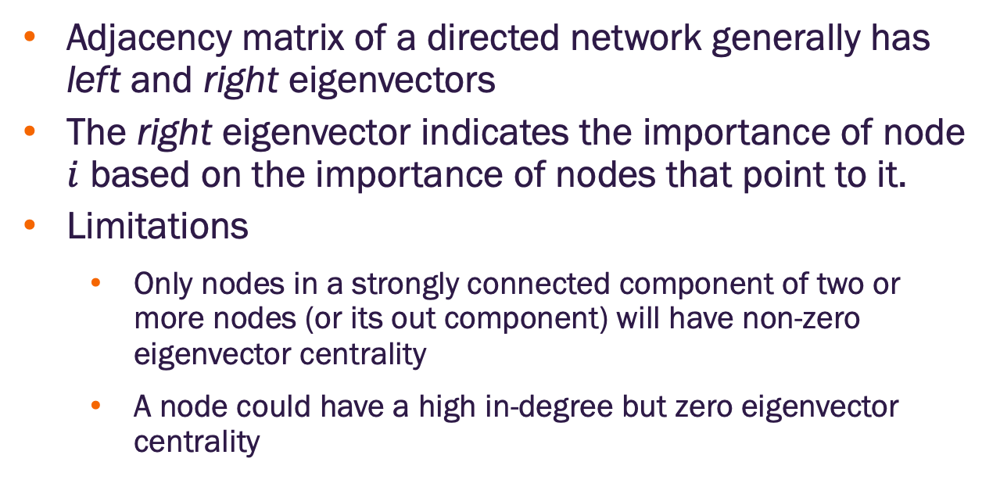 • Adjacency matrix of a directed network generally has
left and right eigenvectors
• The right eigenvector indicates the importance of node
i based on the importance of nodes that point to it.
• Limitations
• Only nodes in a strongly connected component of two or
more nodes (or its out component) will have non-zero
eigenvector centrality
• A node could have a high in-degree but zero eigenvector
centrality